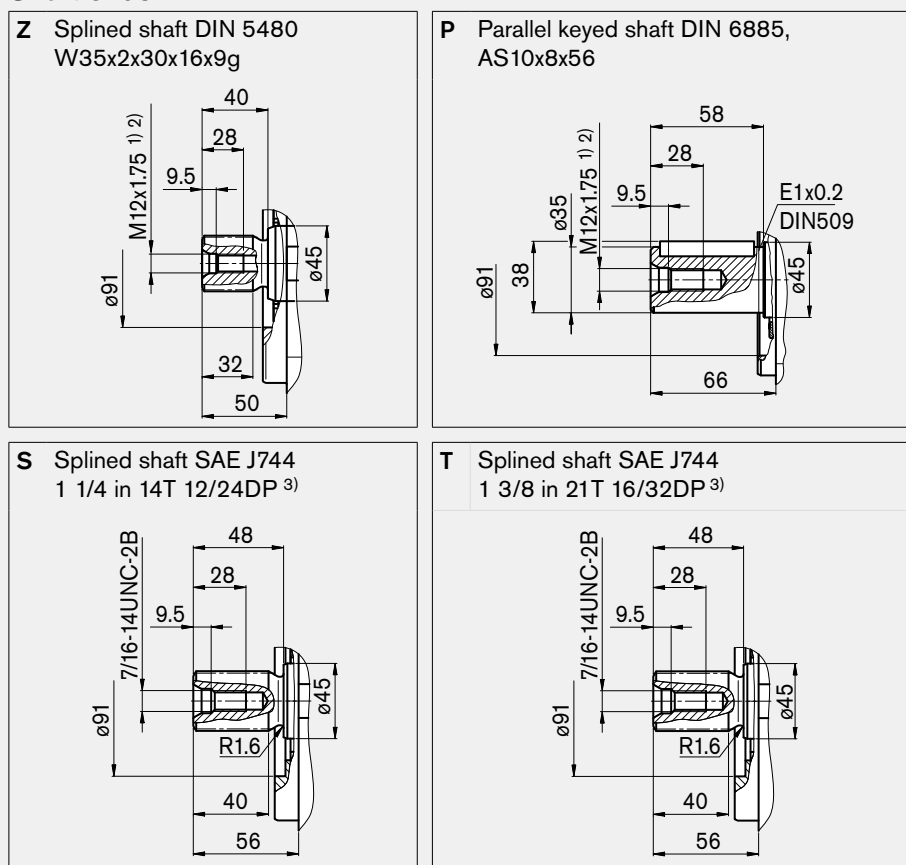 Z Splined shaft DIN 5480
W35x2x30x16x9g
40
28
9.5
M12x1.75 1) 2)
ø91
ø45
32
50
P Parallel keyed shaft DIN 6885,
AS10x8x56
58
28
9.5
M12x1.75 1) 2)
ø35
38
ø91
E1x0.2
DIN509
ø45
66
S Splined shaft SAE J744
1 1/4 in 14T 12/24DP 3)
48
28
9.5
7/16-14UNC-2B
ø91
ø45
R1.6
40
56
T Splined shaft SAE J744
1 3/8 in 21T 16/32DP 3)
48
28
9.5
7/16-14UNC-2B
ø91
ø45
R1.6
40
56